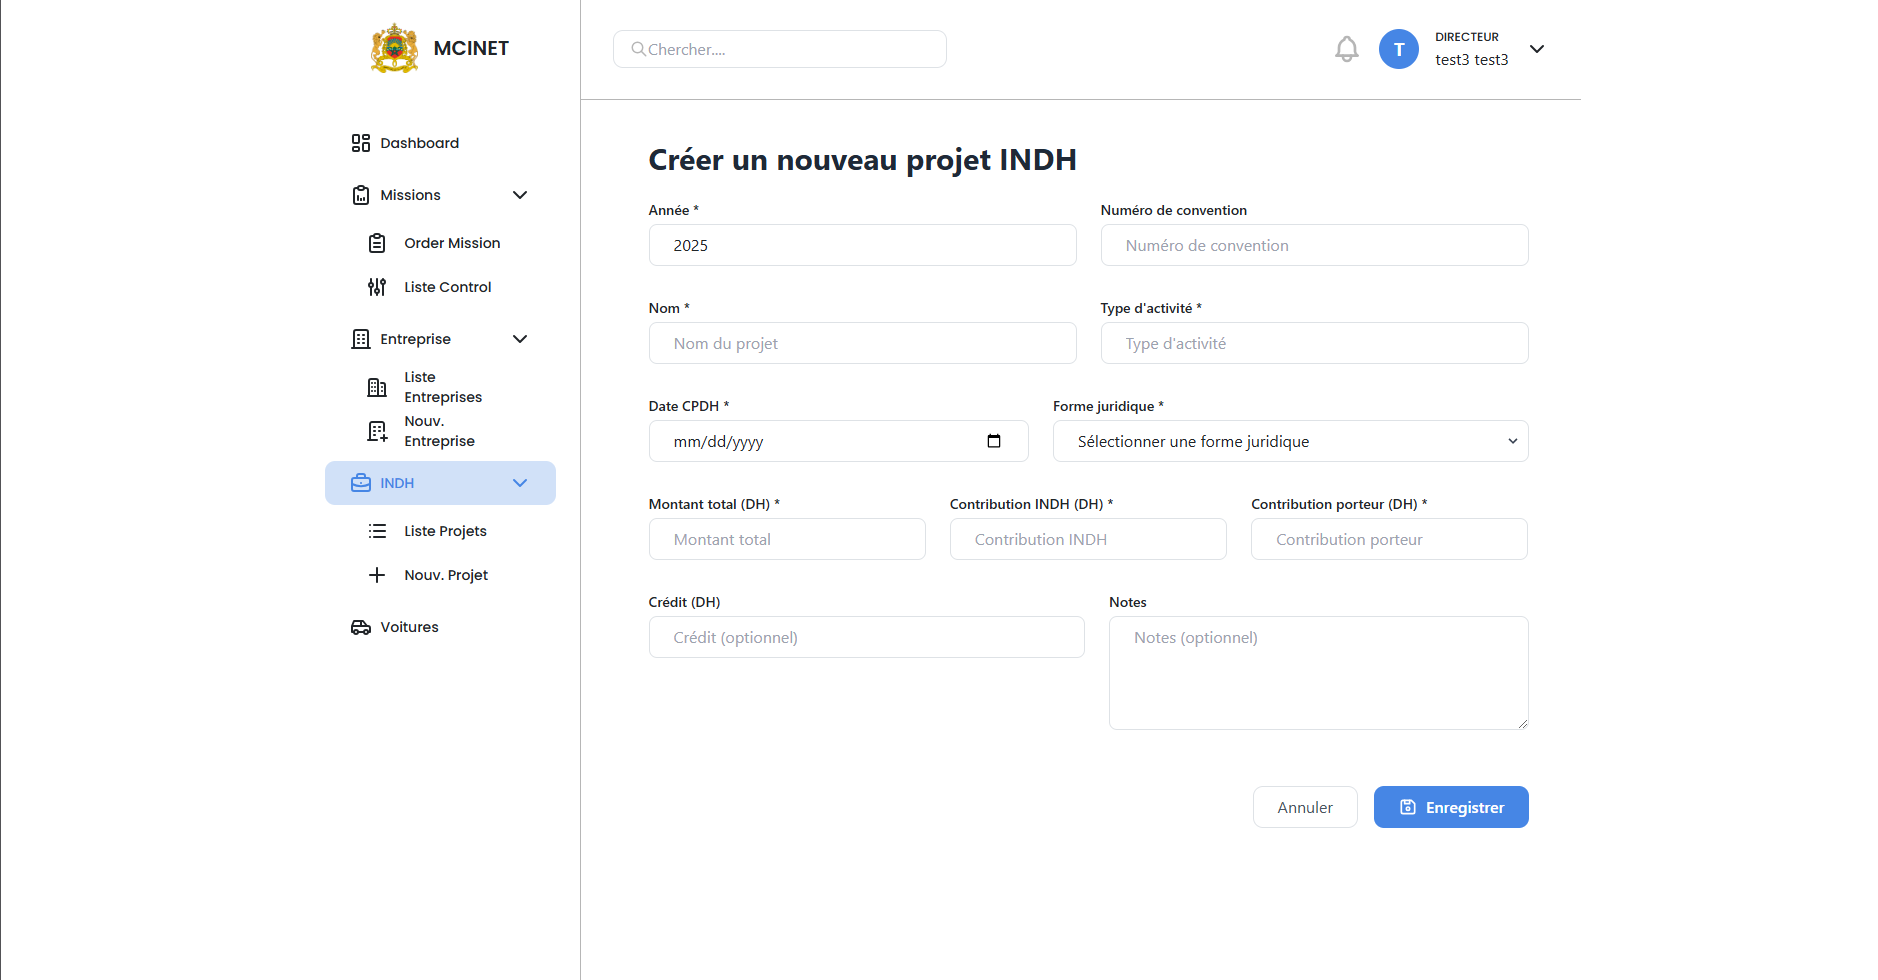 MCINET
Chercher....
DIRECTEUR
T
test3 test3
Dashboard
Missions
Order Mission
Liste Control
Entreprise
Liste
Entreprises
Nouv.
Entreprise
INDH
Liste Projets
Nouv. Projet
Voitures
Créer un nouveau projet INDH
Année *
Numéro de convention
2025
Numéro de convention
Nom *
Type d'activité *
Nom du projet
Type d'activité
Date CPDH *
Forme juridique *
mm/dd/yyyy
Sélectionner une forme juridique
Montant total (DH) *
Contribution INDH (DH) *
Contribution porteur (DH) *
Montant total
Contribution INDH
Contribution porteur
Crédit (DH)
Notes
Crédit (optionnel)
Notes (optionnel)
Annuler
Enregistrer